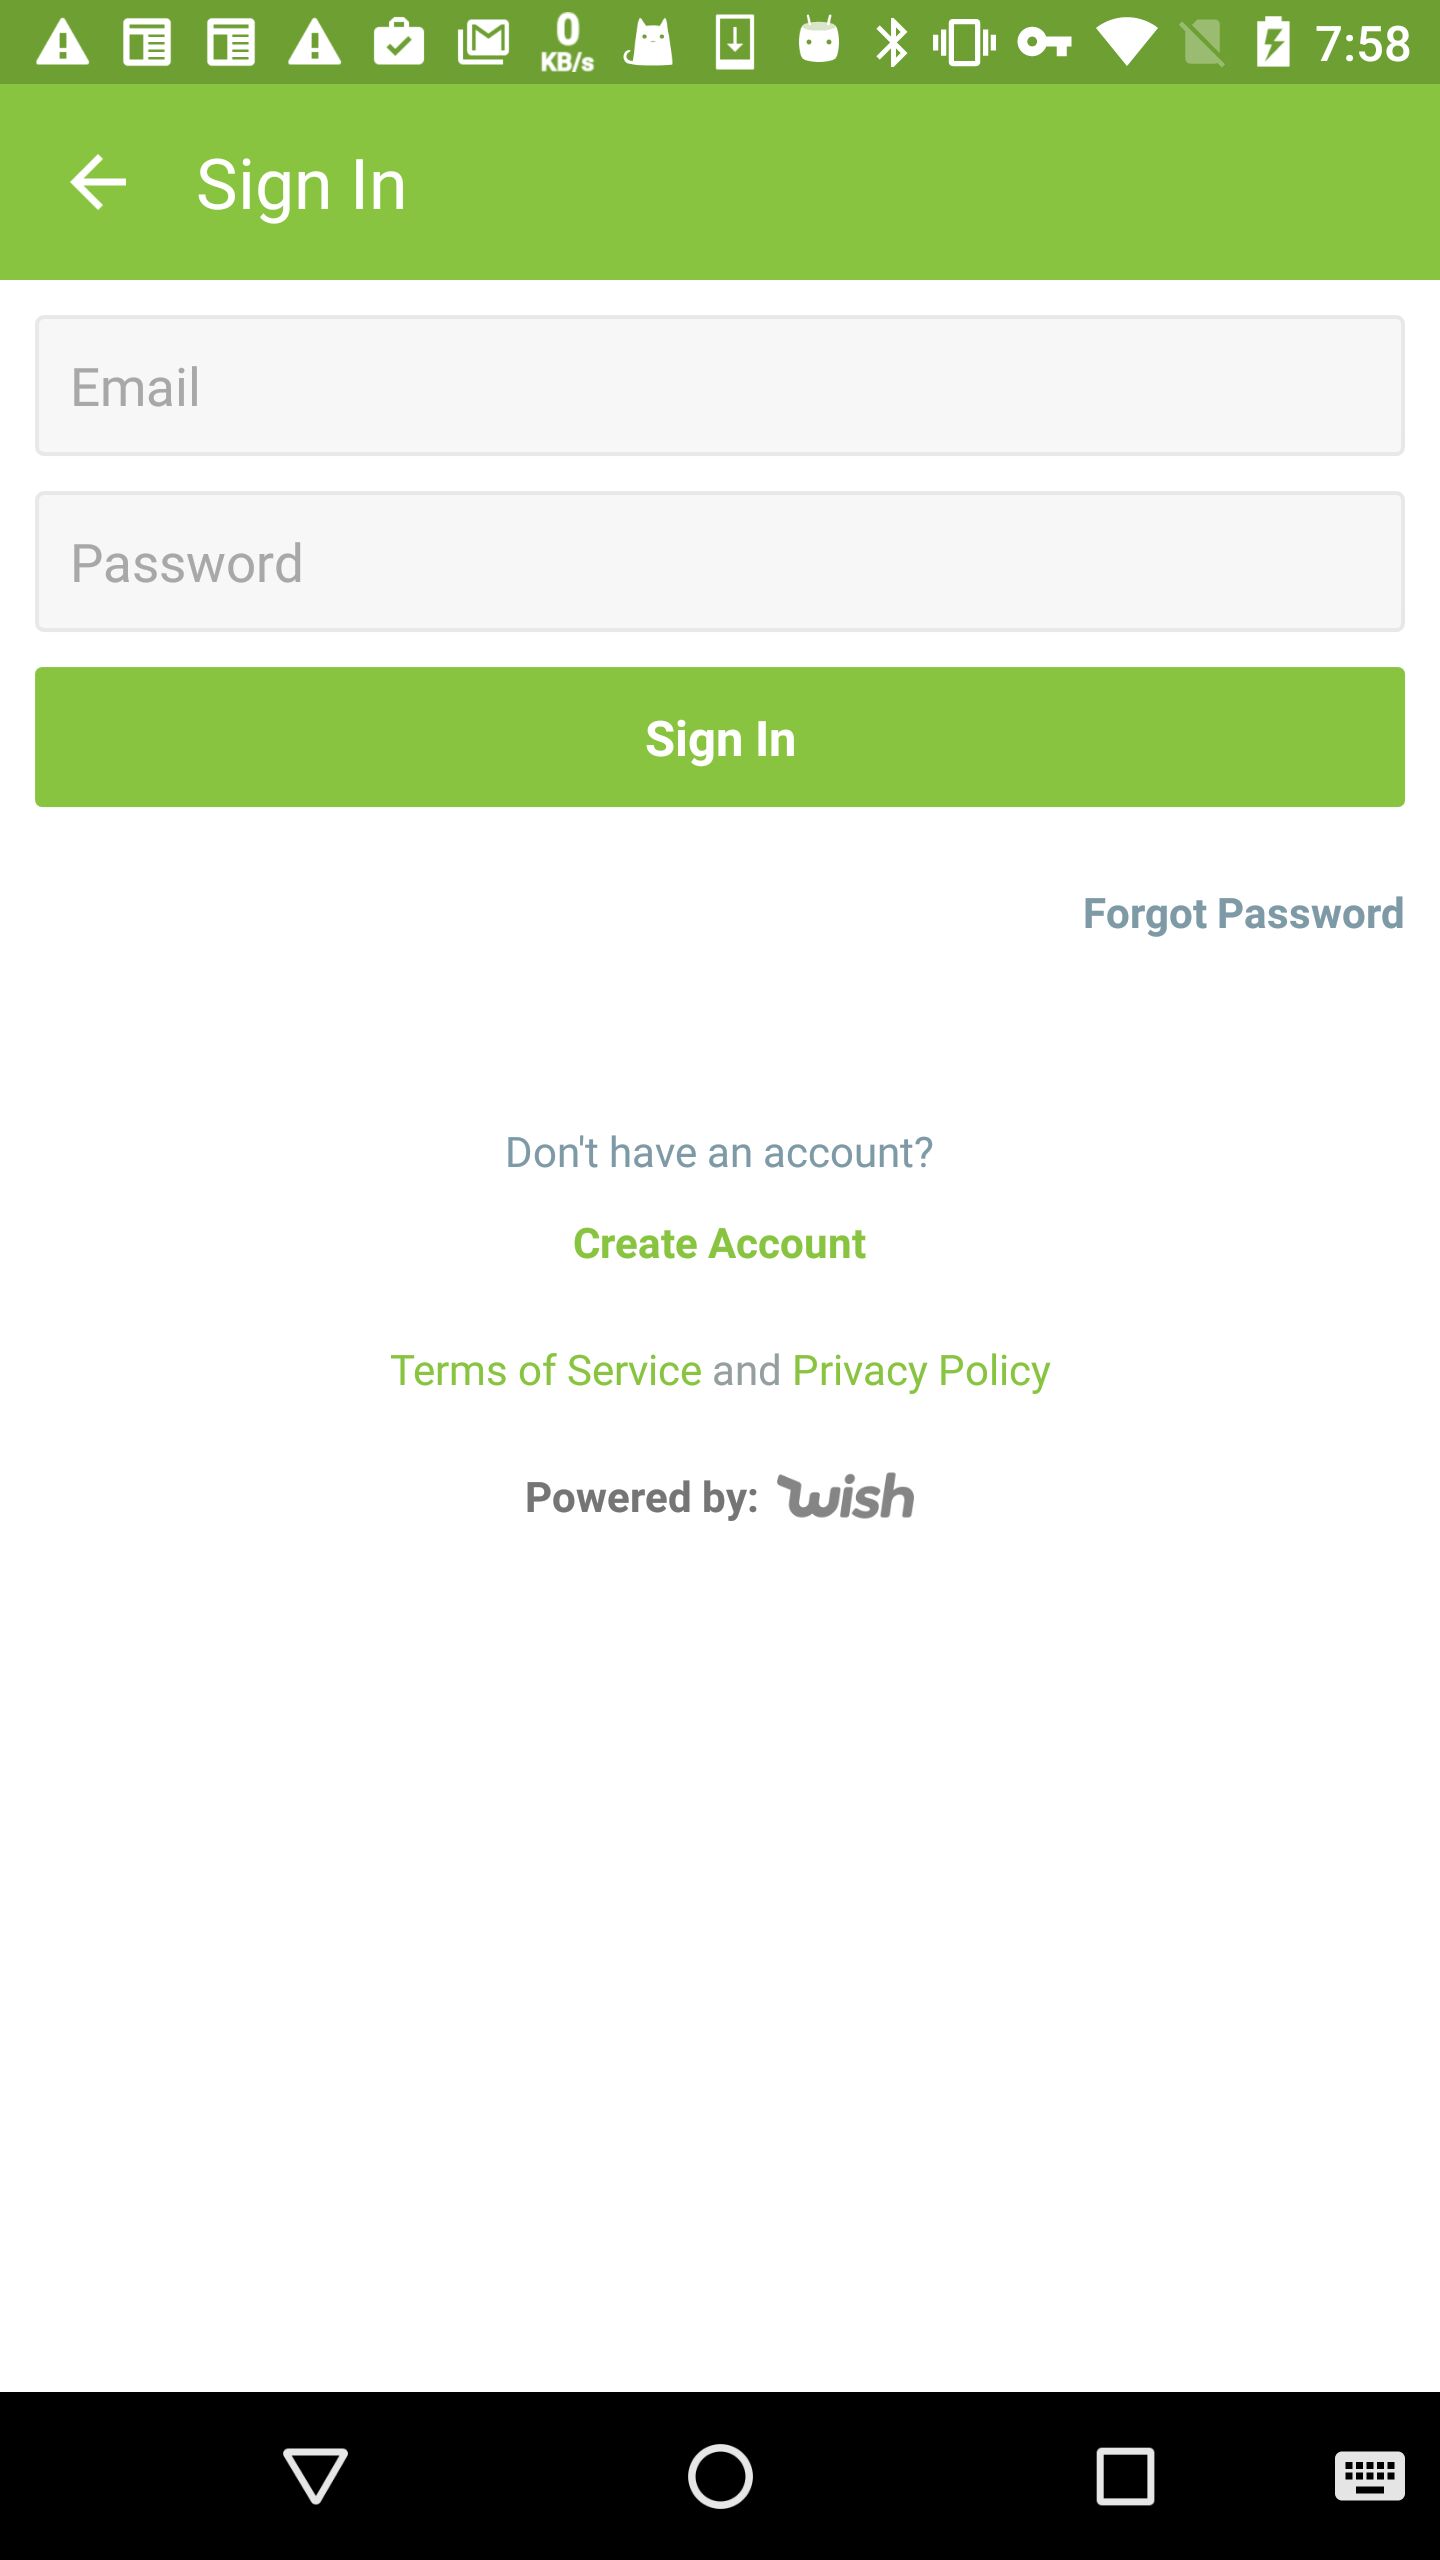 0
KB/s
7:58
Sign In
Email
Password
Sign In
Forgot Password
Don't have an account?
Create Account
Terms of Service and Privacy Policy
Powered by: wish